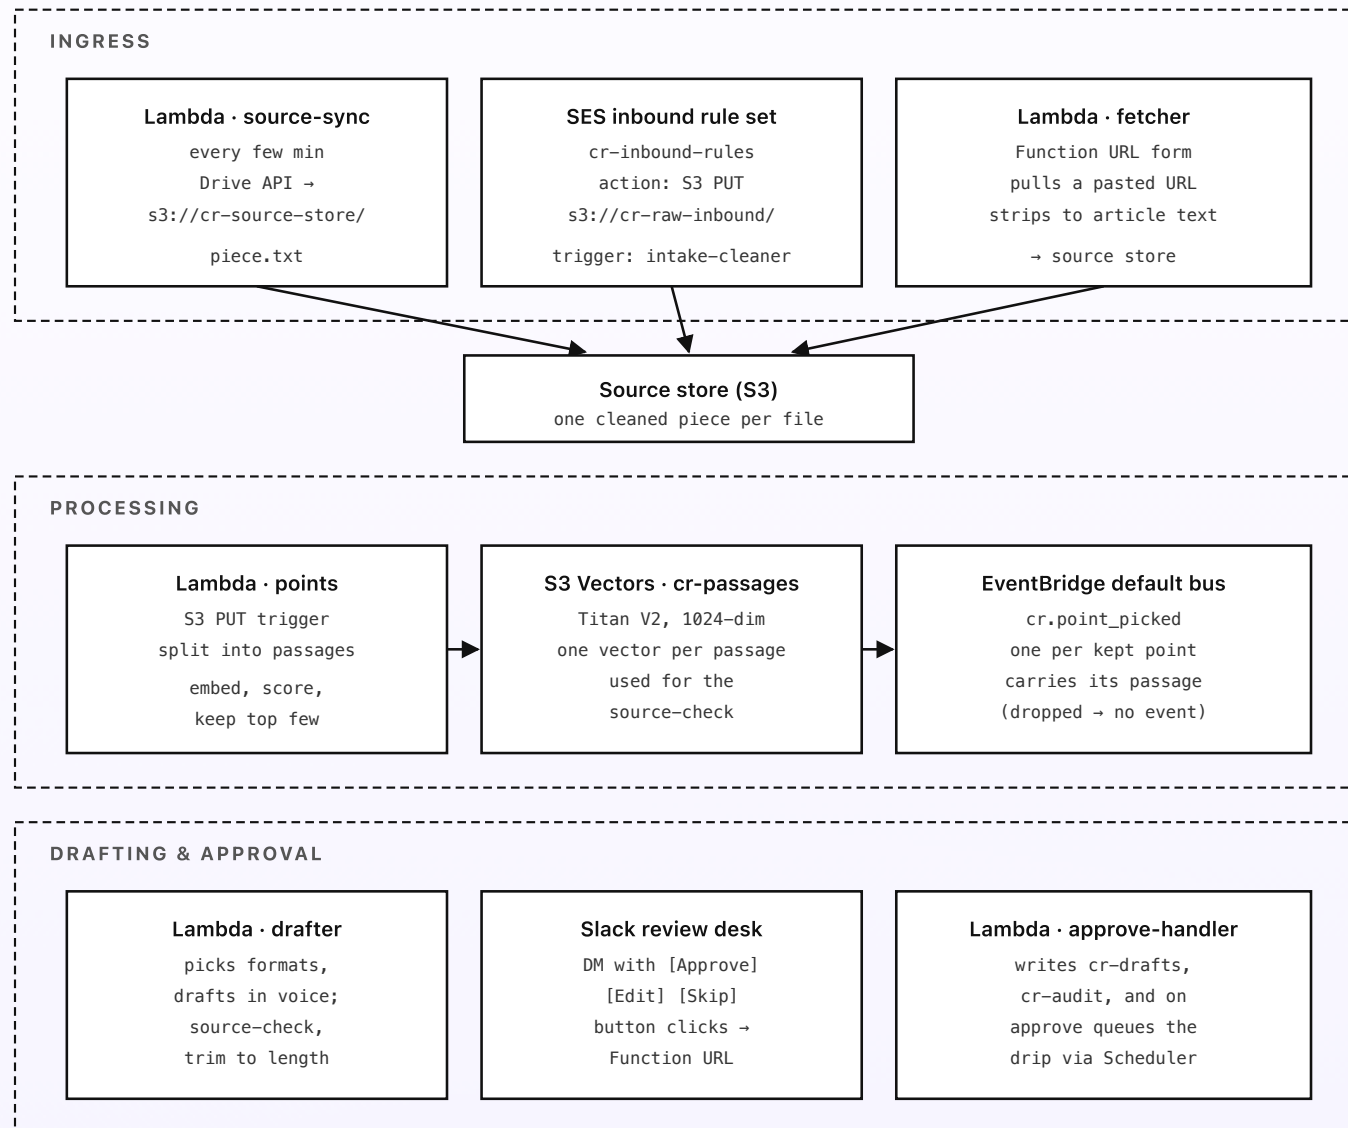 INGRESS
Lambda · source-sync
every few min
Drive API →
s3://cr-source-store/
piece.txt
SES inbound rule set
cr-inbound-rules
action: S3 PUT
s3://cr-raw-inbound/
trigger: intake-cleaner
Lambda · fetcher
Function URL form
pulls a pasted URL
strips to article text
→ source store
Source store (S3)
one cleaned piece per file
PROCESSING
Lambda · points
S3 PUT trigger
split into passages
embed, score,
keep top few
S3 Vectors · cr-passages
Titan V2, 1024-dim
one vector per passage
used for the
source-check
EventBridge default bus
cr.point_picked
one per kept point
carries its passage
(dropped → no event)
DRAFTING & APPROVAL
Lambda · drafter
picks formats,
drafts in voice;
source-check,
trim to length
Slack review desk
DM with [Approve]
[Edit] [Skip]
button clicks →
Function URL
Lambda · approve-handler
writes cr-drafts,
cr-audit, and on
approve queues the
drip via Scheduler